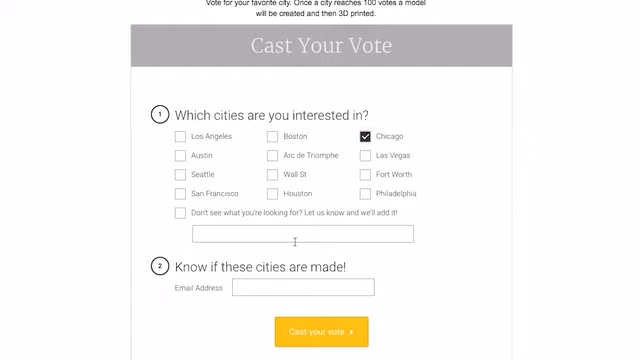 Vote for your favorite city. Once a city reaches 100 votes a model
will be created and then 3D printed.
Cast Your Vote
1 Which cities are you interested in?
Los Angeles Boston Chicago
Austin Arc de Triomphe Las Vegas
Seattle Wall St Fort Worth
San Francisco Houston Philadelphia
Don't see what you're looking for? Let us know and we'll add it!
2 Know if these cities are made!
Email Address
Cast your vote